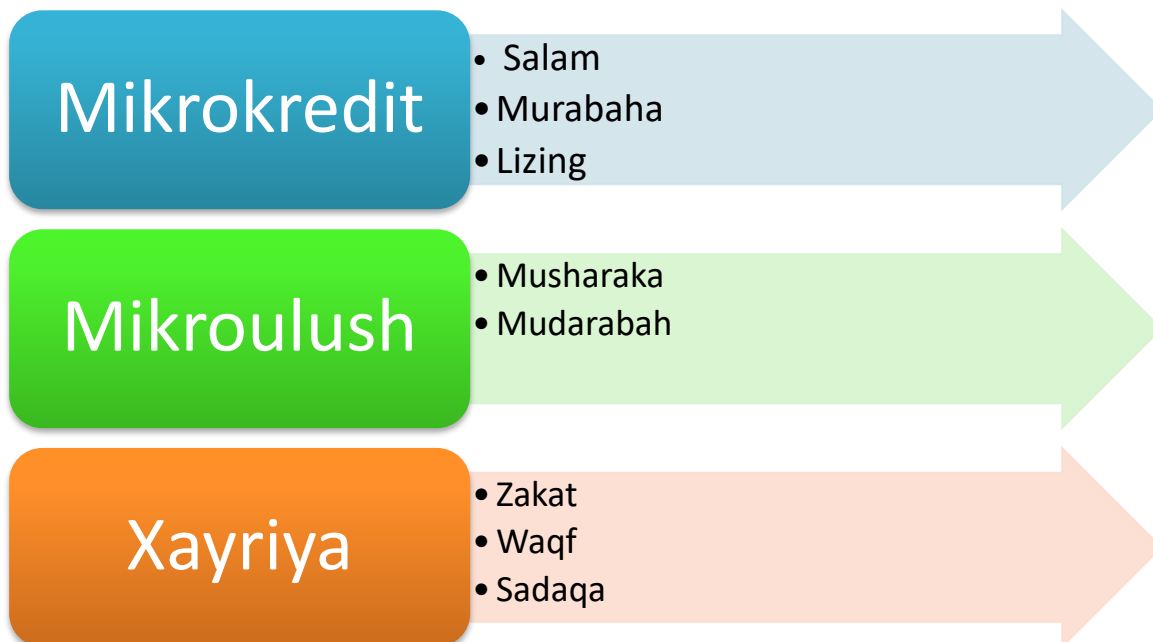 Mikrokredit
• Salam
• Murabaha
• Lizing
Mikroulush
• Musharaka
• Mudarabah
Xayriya
• Zakat
• Waqf
• Sadaqa